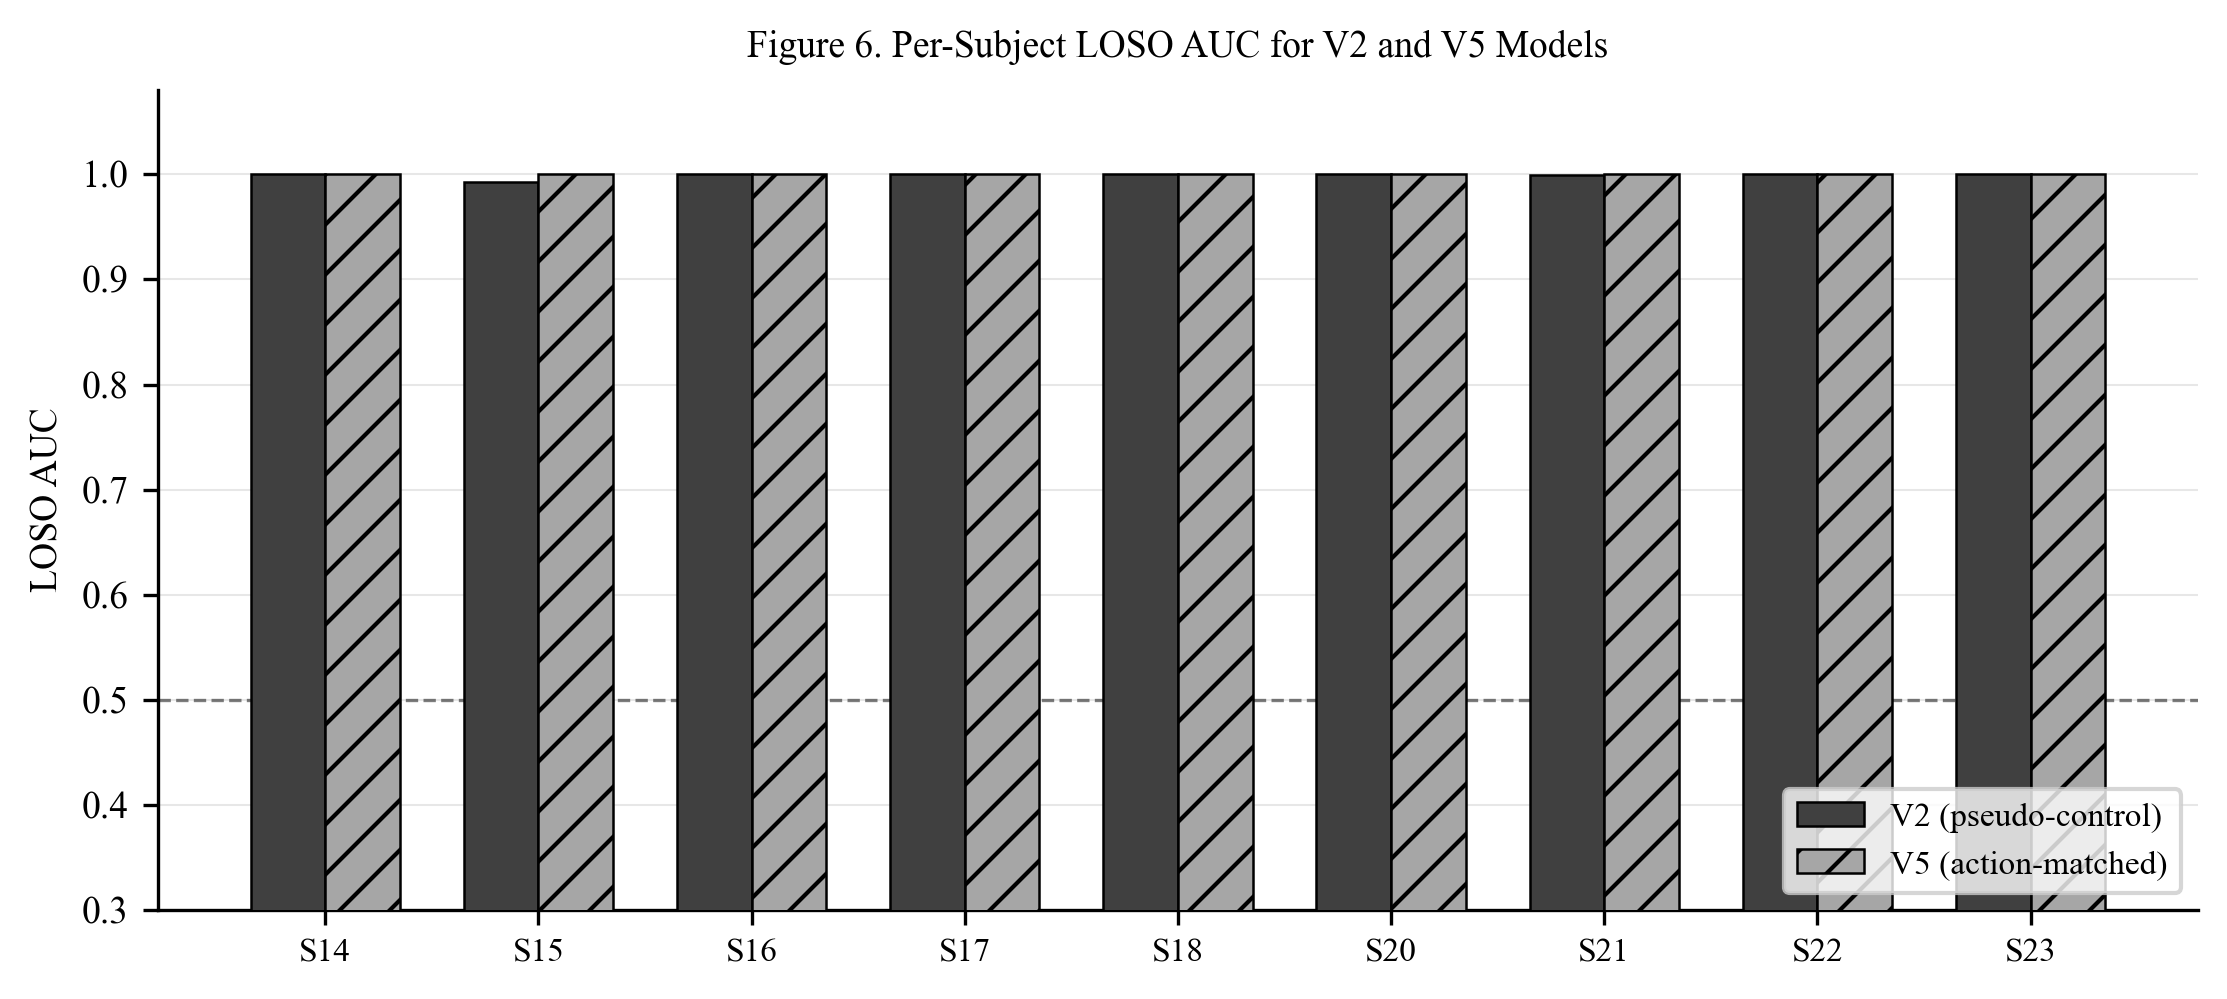 Figure 6. Per-Subject LOSO AUC for V2 and V5 Models
LOSO AUC
1.0
0.9
0.8
0.7
0.6
0.5
0.4
0.3
V2 (pseudo-control)
V5 (action-matched)
S14 S15 S16 S17 S18 S20 S21 S22 S23